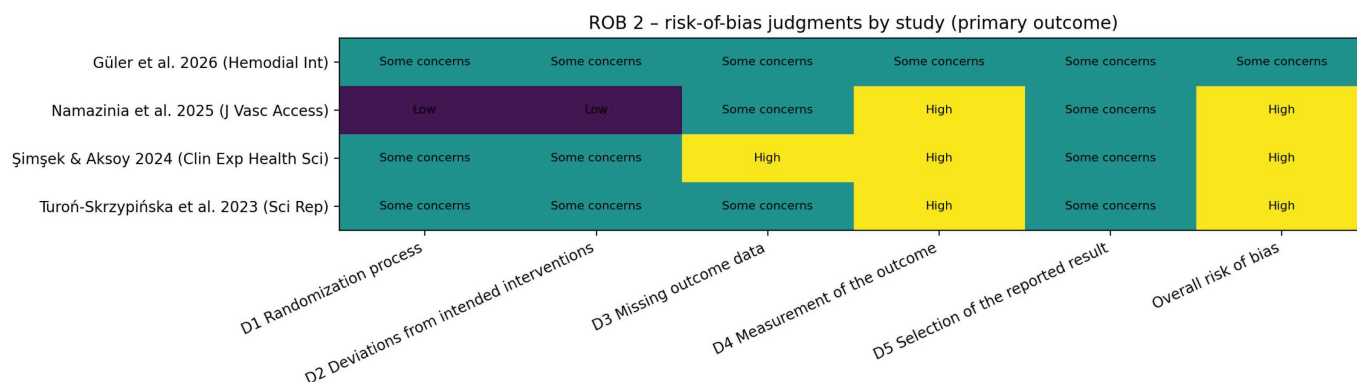 ROB 2 – risk-of-bias judgments by study (primary outcome)
Güler et al. 2026 (Hemodial Int) Some concerns Some concerns Some concerns Some concerns Some concerns Some concerns
Namazinia et al. 2025 (J Vasc Access) Low Low Some concerns High Some concerns High
Şimşek & Aksoy 2024 (Clin Exp Health Sci) Some concerns Some concerns High High Some concerns High
Turoń-Skrzypińska et al. 2023 (Sci Rep) Some concerns Some concerns Some concerns High Some concerns High
D1 Randomization process
D2 Deviations from intended interventions
D3 Missing outcome data
D4 Measurement of the outcome
D5 Selection of the reported result
Overall risk of bias